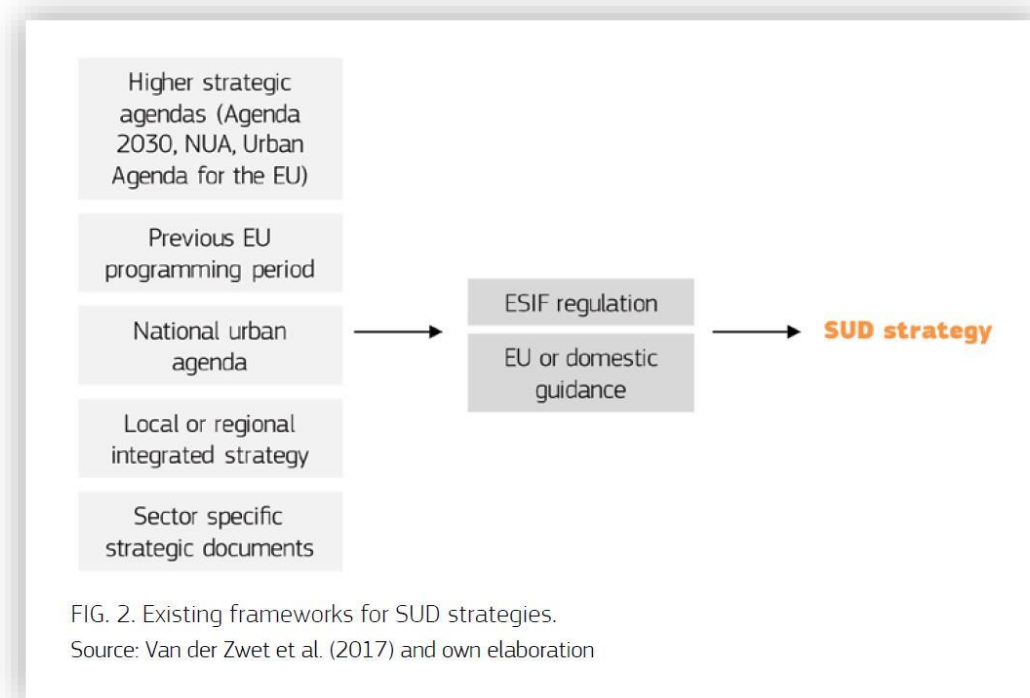 Higher strategic
agendas (Agenda
2030, NUA, Urban
Agenda for the EU)
Previous EU
programming period
National urban
agenda
Local or regional
integrated strategy
Sector specific
strategic documents
ESIF regulation
EU or domestic
guidance
SUD strategy
FIG. 2. Existing frameworks for SUD strategies.
Source: Van der Zwet et al. (2017) and own elaboration